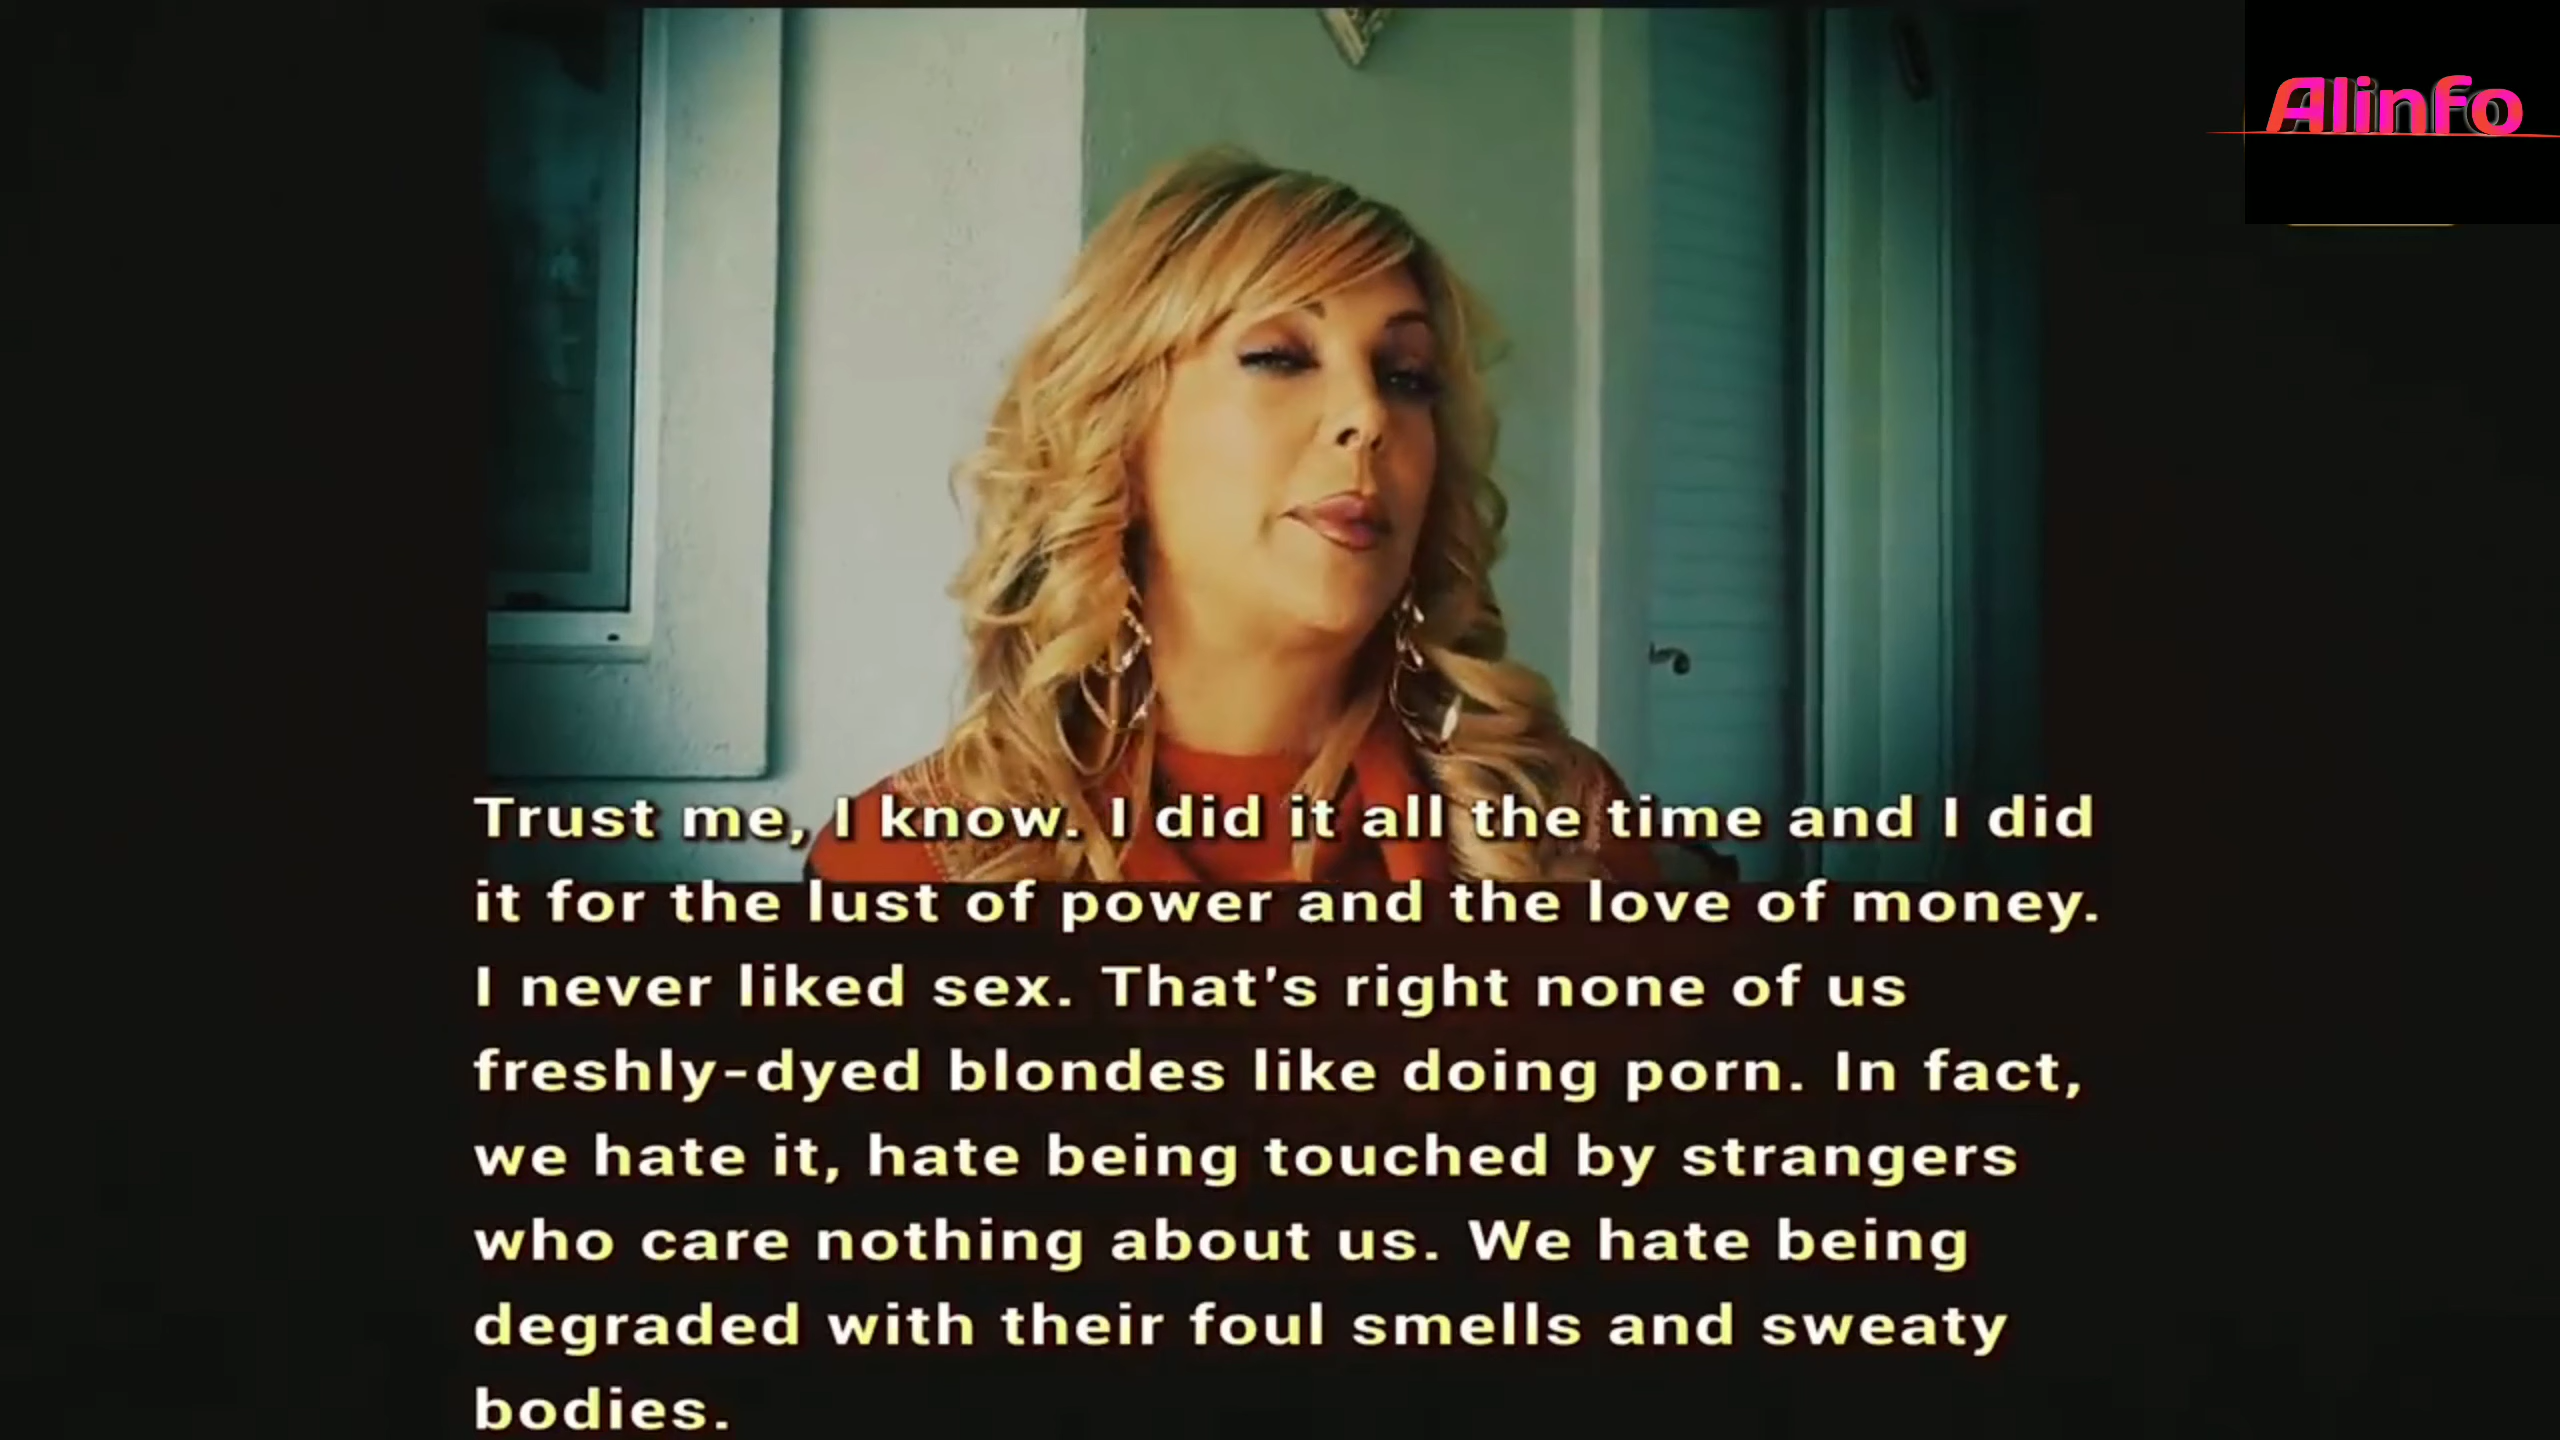 Alinfo
Trust me, I know. I did it all the time and I did
it for the lust of power and the love of money.
I never liked sex. That's right none of us
freshly-dyed blondes like doing porn. In fact,
we hate it, hate being touched by strangers
who care nothing about us. We hate being
degraded with their foul smells and sweaty
bodies.